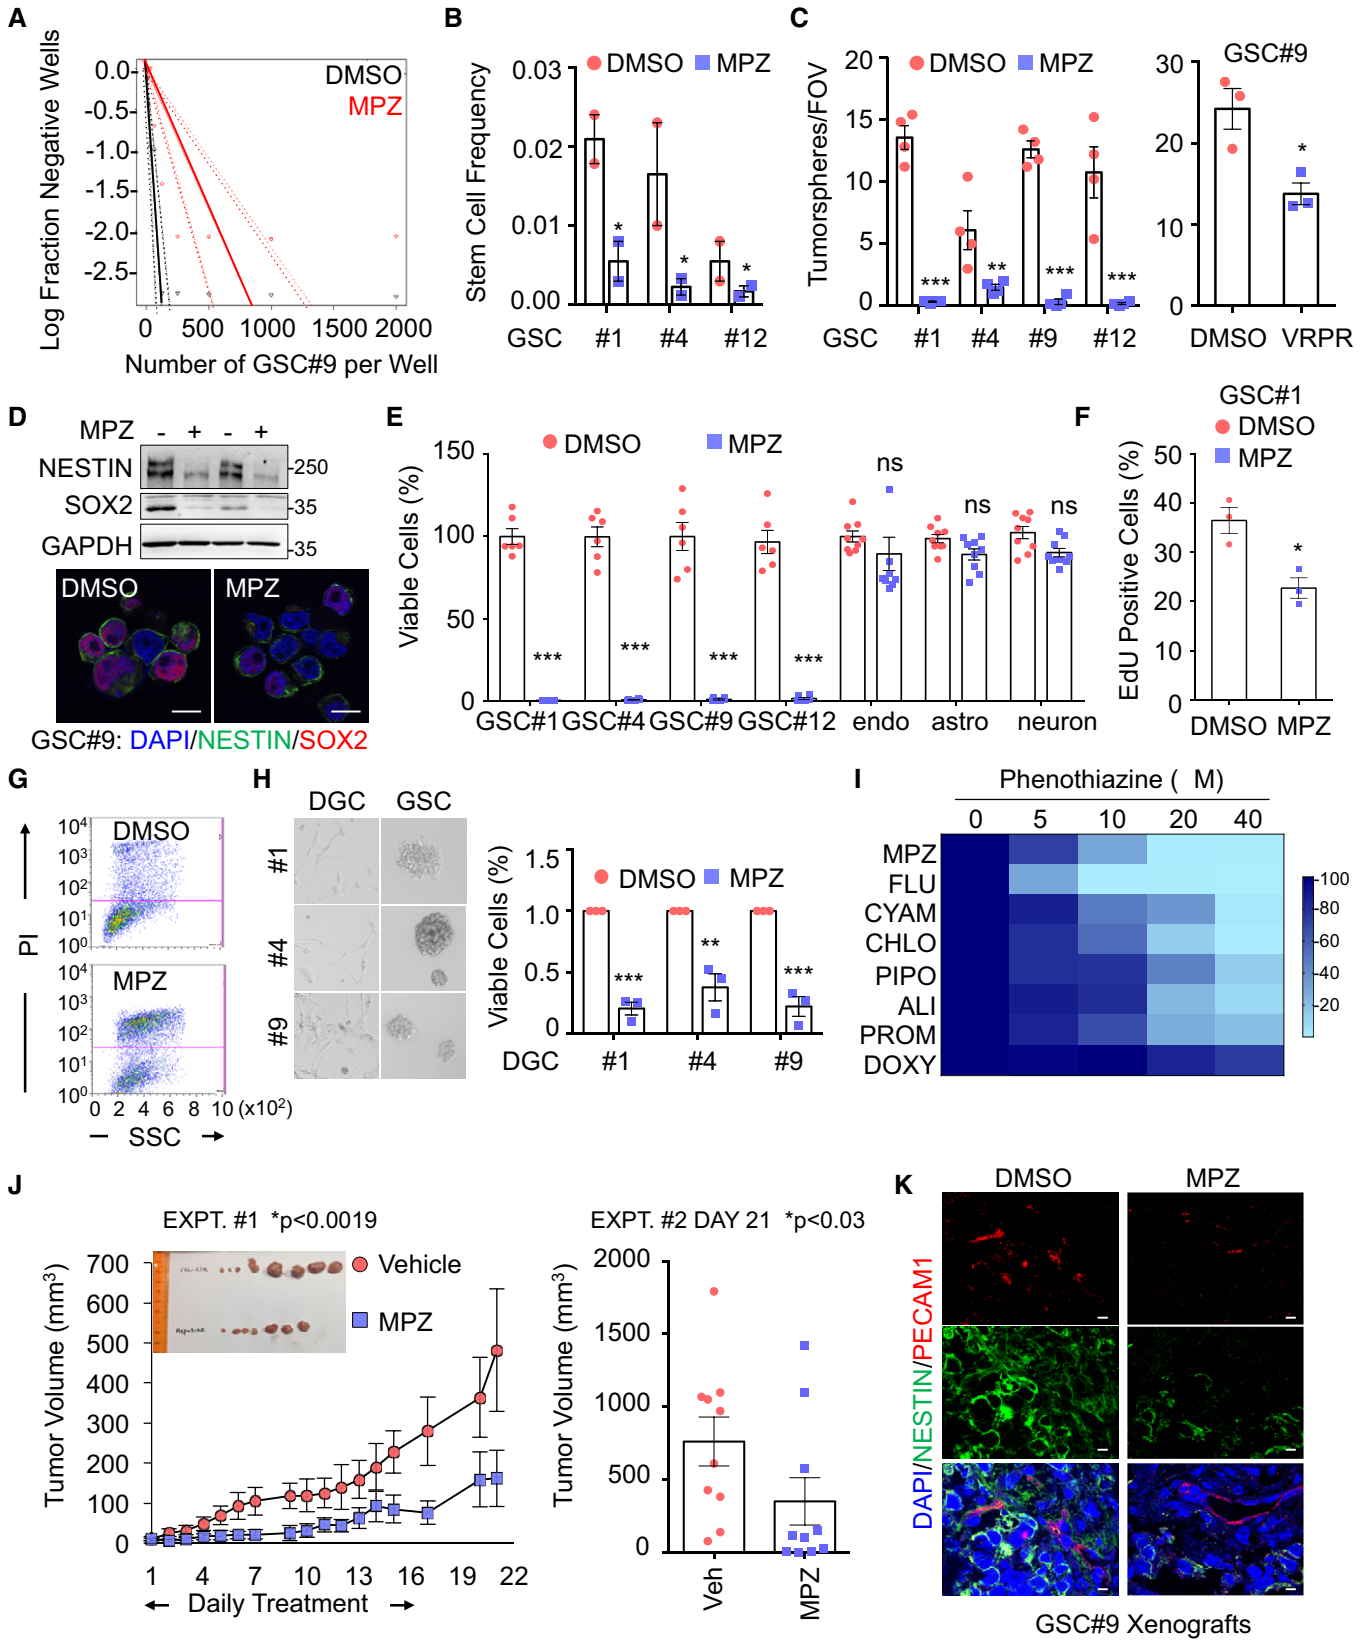 A
Log Fraction Negative Wells
0.0
-0.5
-1.0
-1.5
-2.0
-2.5
DMSO
MPZ
0 500 1000 1500 2000
Number of GSC#9 per Well
B
Stem Cell Frequency
0.03
0.02
0.01
0.00
DMSO MPZ
* * *
GSC #1 #4 #12
C
Tumorspheres/FOV
20
15
10
5
0
DMSO MPZ
*** ** *** ***
GSC #1 #4 #9 #12
GSC#9
30
20
10
0
*
DMSO VRPR
D
MPZ - + - +
NESTIN -250
SOX2 -35
GAPDH -35
DMSO MPZ
GSC#9: DAPI/NESTIN/SOX2
E
Viable Cells (%)
150
100
50
0
DMSO MPZ
*** *** *** *** ns ns ns
GSC#1 GSC#4 GSC#9 GSC#12 endo astro neuron
F
GSC#1
DMSO
MPZ
EdU Positive Cells (%)
50
40
30
20
10
0
*
DMSO MPZ
G
PI
DMSO
10⁴
10³
10²
10¹
10⁰
MPZ
10⁴
10³
10²
10¹
10⁰
0 2 4 6 8 10 (x10²)
SSC
H
DGC GSC
#1
#4
#9
Viable Cells (%)
1.5
1.0
0.5
0
DMSO MPZ
*** ** ***
DGC #1 #4 #9
I
Phenothiazine ( M)
0 5 10 20 40
MPZ
FLU
CYAM
CHLO
PIPO
ALI
PROM
DOXY
100
80
60
40
20
J
EXPT. #1 *p<0.0019
Tumor Volume (mm³)
700
600
500
400
300
200
100
0
Vehicle
MPZ
Vehicle
1 4 7 10 13 16 19 22
Daily Treatment
EXPT. #2 DAY 21 *p<0.03
Tumor Volume (mm³)
2000
1500
1000
500
0
Veh MPZ
K
DMSO MPZ
DAPI/NESTIN/PECAM1
GSC#9 Xenografts